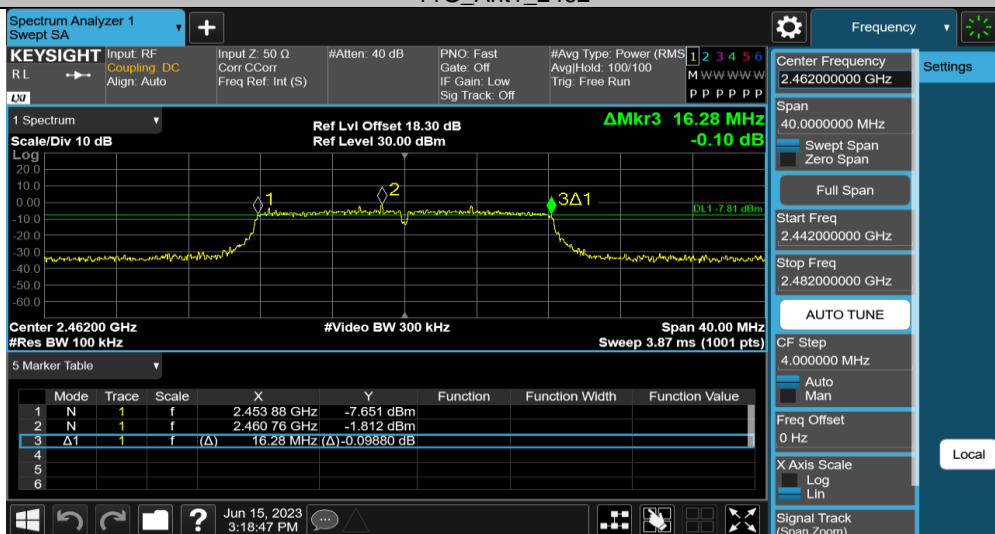 Spectrum Analyzer 1
Swept SA
+
Frequency
KEYSIGHT
RL
LXI
Input: RF
Coupling: DC
Align: Auto
Input Z: 50 Ω
Corr CCorr
Freq Ref: Int (S)
#Atten: 40 dB
PNO: Fast
Gate: Off
IF Gain: Low
Sig Track: Off
#Avg Type: Power (RMS
Avg|Hold: 100/100
Trig: Free Run
1 2 3 4 5 6
M W W W W W
P P P P P P
1 Spectrum
Scale/Div 10 dB
Ref Lvl Offset 18.30 dB
Ref Level 30.00 dBm
ΔMkr3 16.28 MHz
-0.10 dB
Log
20.0
10.0
0.00
-10.0
-20.0
-30.0
-40.0
-50.0
-60.0
1
2
3Δ1
DL1 -7.81 dBm
Center 2.46200 GHz
#Video BW 300 kHz
Span 40.00 MHz
#Res BW 100 kHz
Sweep 3.87 ms (1001 pts)
5 Marker Table
Mode Trace Scale X Y Function Function Width Function Value
1 N 1 f 2.453 88 GHz -7.651 dBm
2 N 1 f 2.460 76 GHz -1.812 dBm
3 Δ1 1 f (Δ) 16.28 MHz (Δ) -0.09880 dB
4
5
6
?
Jun 15, 2023
3:18:47 PM
Center Frequency
2.462000000 GHz
Settings
Span
40.0000000 MHz
Swept Span
Zero Span
Full Span
Start Freq
2.442000000 GHz
Stop Freq
2.482000000 GHz
AUTO TUNE
CF Step
4.000000 MHz
Auto
Man
Freq Offset
0 Hz
Local
X Axis Scale
Log
Lin
Signal Track
(Span Zoom)